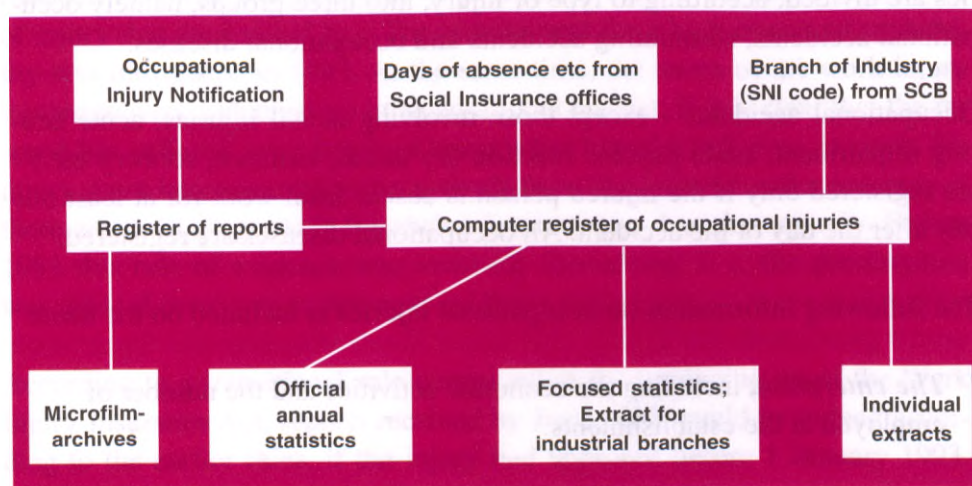 Occupational
Injury Notification
Days of absence etc from
Social Insurance offices
Branch of Industry
(SNI code) from SCB
Register of reports
Computer register of occupational injuries
Microfilm-
archives
Official
annual
statistics
Focused statistics;
Extract for
industrial branches
Individual
extracts